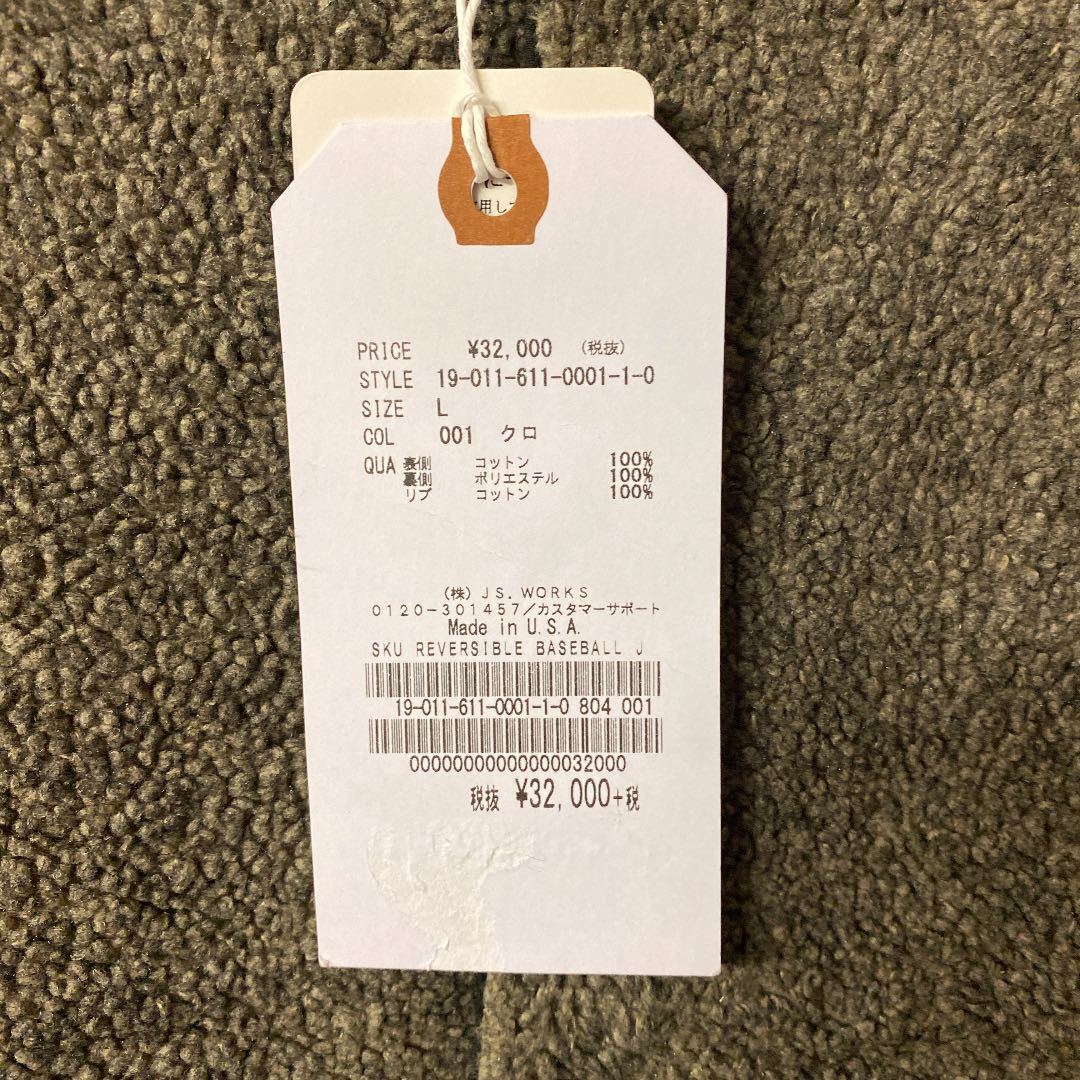 用し
PRICE ¥32,000 (税抜)
STYLE 19-011-611-0001-1-0
SIZE L
COL 001 クロ
QUA 表側 コットン 100%
裏側 ポリエステル 100%
リブ コットン 100%
(株)JS.WORKS
0120-301457/カスタマーサポート
Made in U.S.A.
SKU REVERSIBLE BASEBALL J
19-011-611-0001-1-0 804 001
00000000000000032000
税抜 ¥32,000+税